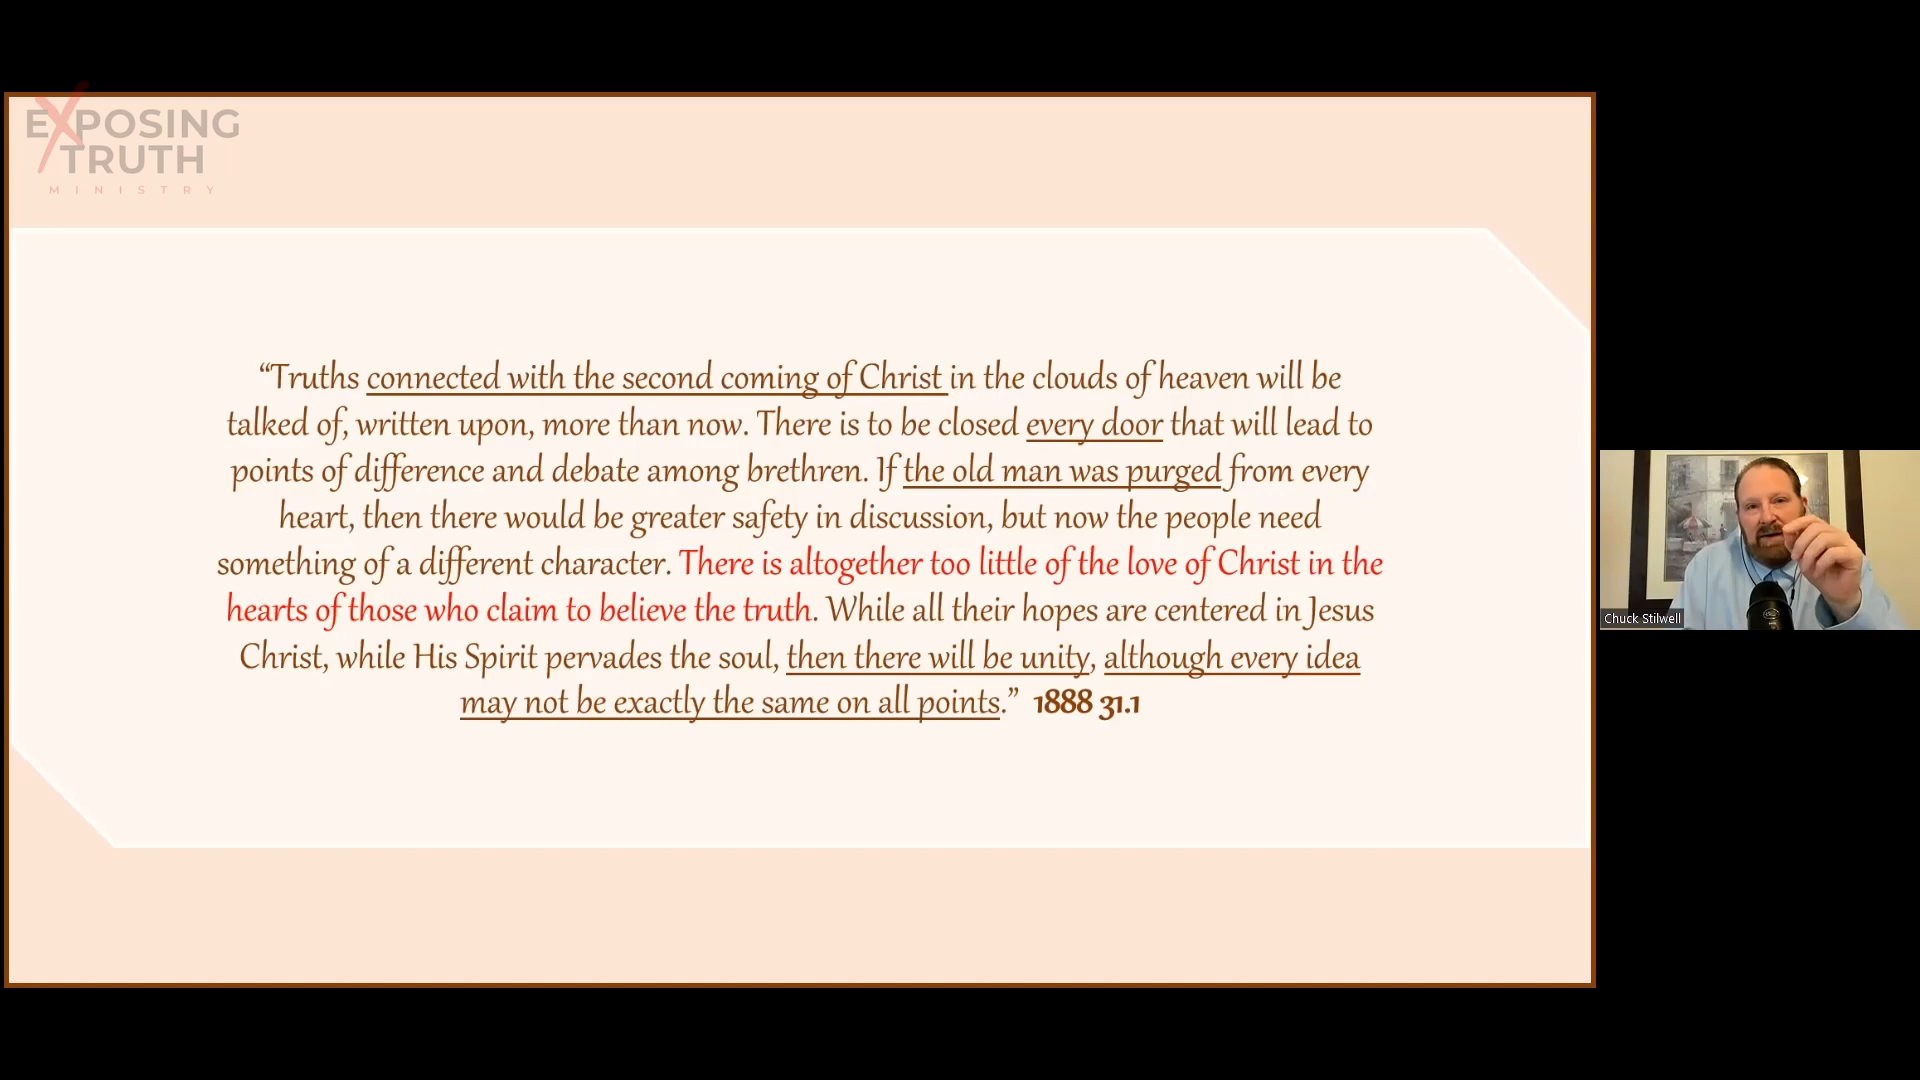 EXPOSING
TRUTH
MINISTRY
“Truths connected with the second coming of Christ in the clouds of heaven will be
talked of, written upon, more than now. There is to be closed every door that will lead to
points of difference and debate among brethren. If the old man was purged from every
heart, then there would be greater safety in discussion, but now the people need
something of a different character. There is altogether too little of the love of Christ in the
hearts of those who claim to believe the truth. While all their hopes are centered in Jesus
Christ, while His Spirit pervades the soul, then there will be unity, although every idea
may not be exactly the same on all points.” 1888 31.1
Chuck Stilwell